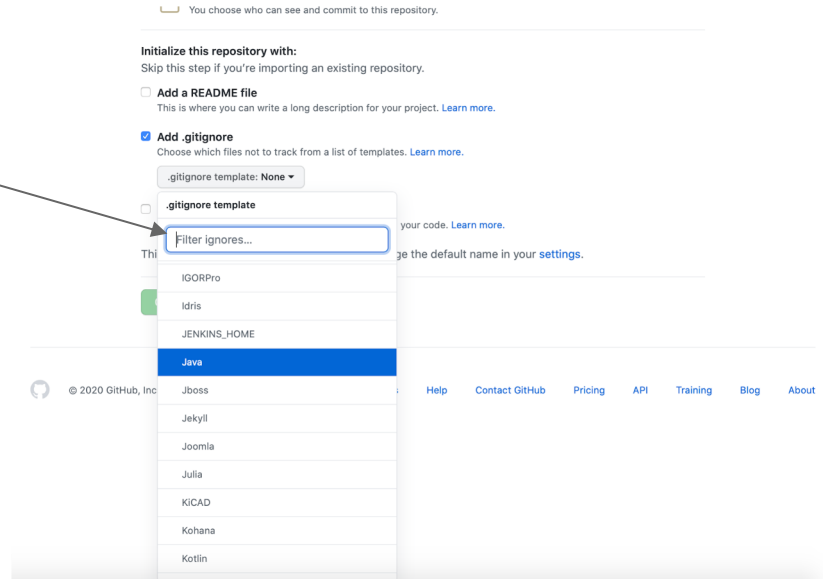 You choose who can see and commit to this repository.
Initialize this repository with:
Skip this step if you're importing an existing repository.
Add a README file
This is where you can write a long description for your project. Learn more.
Add .gitignore
Choose which files not to track from a list of templates. Learn more.
.gitignore template: None
.gitignore template
your code. Learn more.
Filter ignores...
Thi ge the default name in your settings.
IGORPro
Idris
JENKINS_HOME
Java
© 2020 GitHub, Inc Jboss Help Contact GitHub Pricing API Training Blog About
Jekyll
Joomla
Julia
KiCAD
Kohana
Kotlin